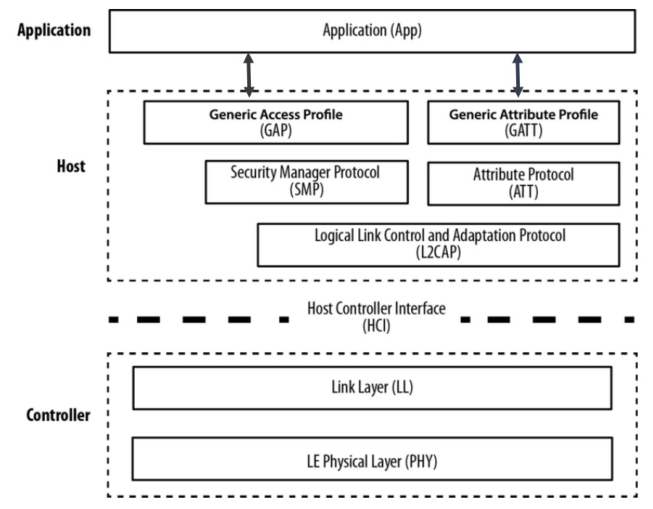 Application
Application (App)
Host
Generic Access Profile
(GAP)
Generic Attribute Profile
(GATT)
Security Manager Protocol
(SMP)
Attribute Protocol
(ATT)
Logical Link Control and Adaptation Protocol
(L2CAP)
Host Controller Interface
(HCI)
Controller
Link Layer (LL)
LE Physical Layer (PHY)